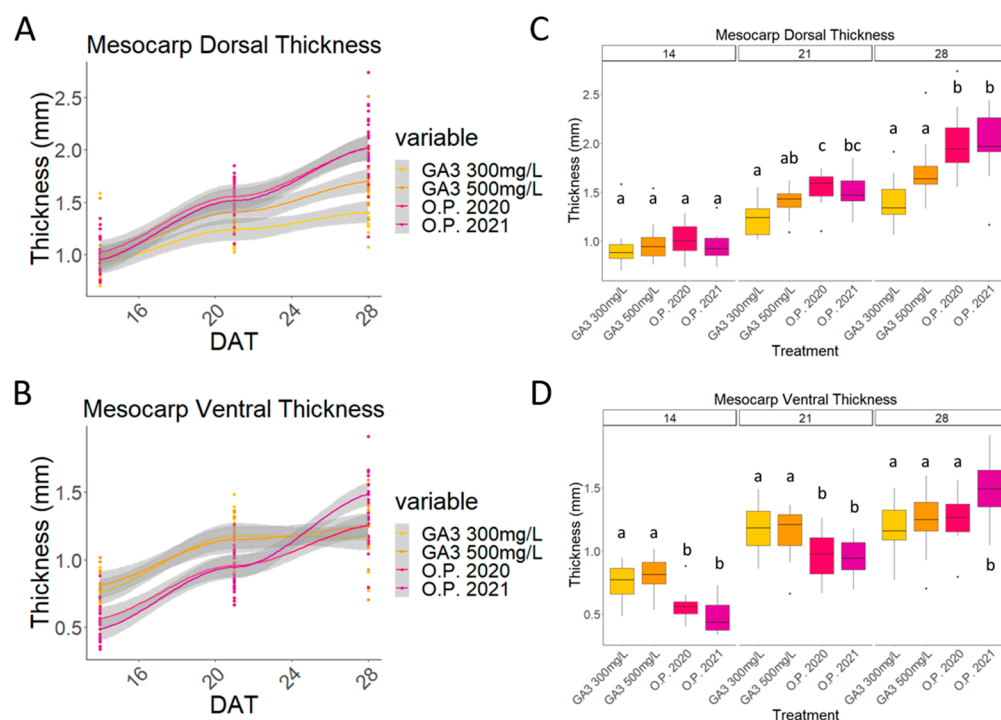 A
Mesocarp Dorsal Thickness
Thickness (mm)
2.5
2.0
1.5
1.0
16
20
24
28
DAT
variable
GA3 300mg/L
GA3 500mg/L
O.P. 2020
O.P. 2021
B
Mesocarp Ventral Thickness
Thickness (mm)
1.5
1.0
0.5
16
20
24
28
DAT
variable
GA3 300mg/L
GA3 500mg/L
O.P. 2020
O.P. 2021
C
Mesocarp Dorsal Thickness
14 21 28
Thickness (mm)
2.5
2.0
1.5
1.0
a a a a
a ab c bc
a a b b
GA3 300mg/L
GA3 500mg/L
O.P. 2020
O.P. 2021
GA3 300mg/L
GA3 500mg/L
O.P. 2020
O.P. 2021
GA3 300mg/L
GA3 500mg/L
O.P. 2020
O.P. 2021
Treatment
D
Mesocarp Ventral Thickness
14 21 28
Thickness (mm)
1.5
1.0
0.5
a a b b
a a b b
a a a b
GA3 300mg/L
GA3 500mg/L
O.P. 2020
O.P. 2021
GA3 300mg/L
GA3 500mg/L
O.P. 2020
O.P. 2021
GA3 300mg/L
GA3 500mg/L
O.P. 2020
O.P. 2021
Treatment